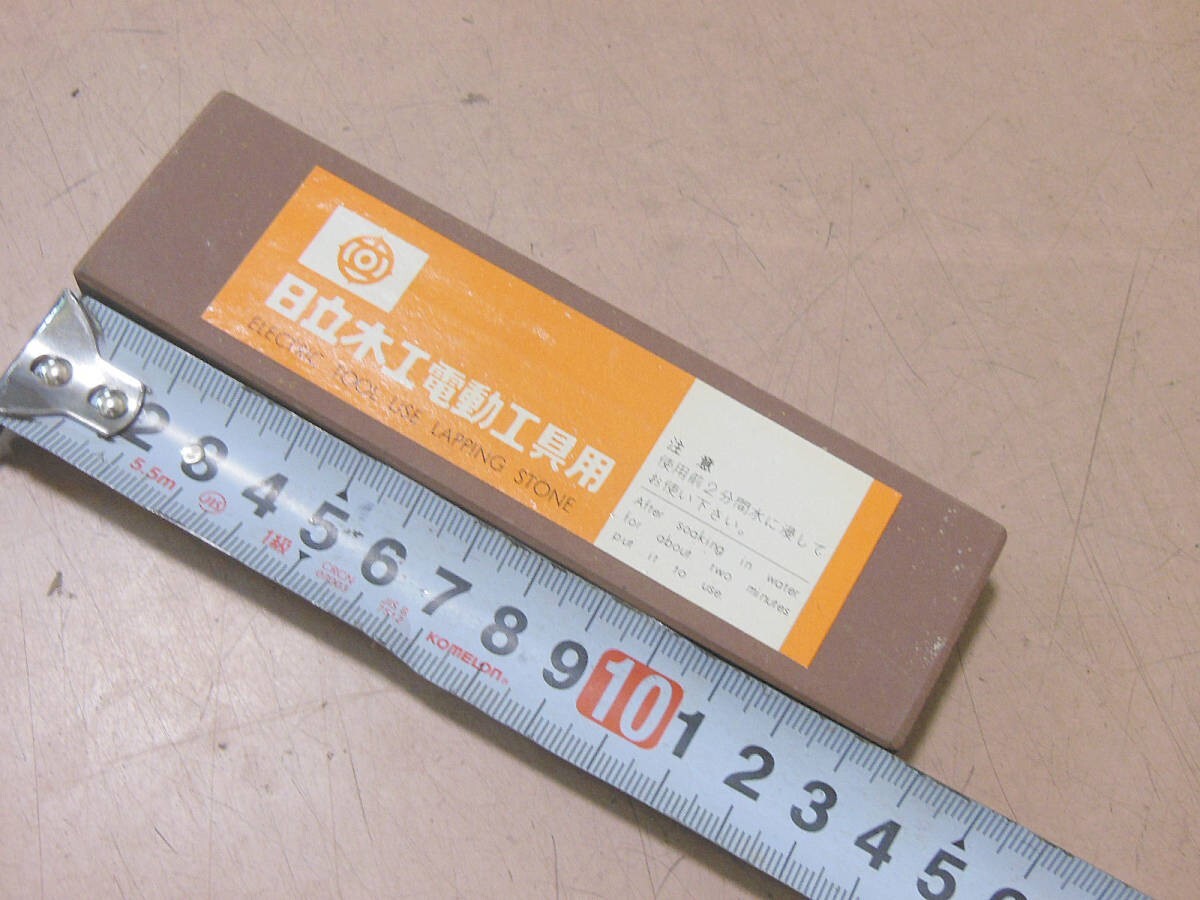 日立木工電動工具用
ELECTRIC TOOL USE LAPPING STONE
注意
使用前2分間水に浸して
お使い下さい。
After soaking in water
for about two minutes
put it to use.
2 3 4 5 6 7 8 9 10 1 2 3 4 5
5,5m
JIS
1級
KOMELON